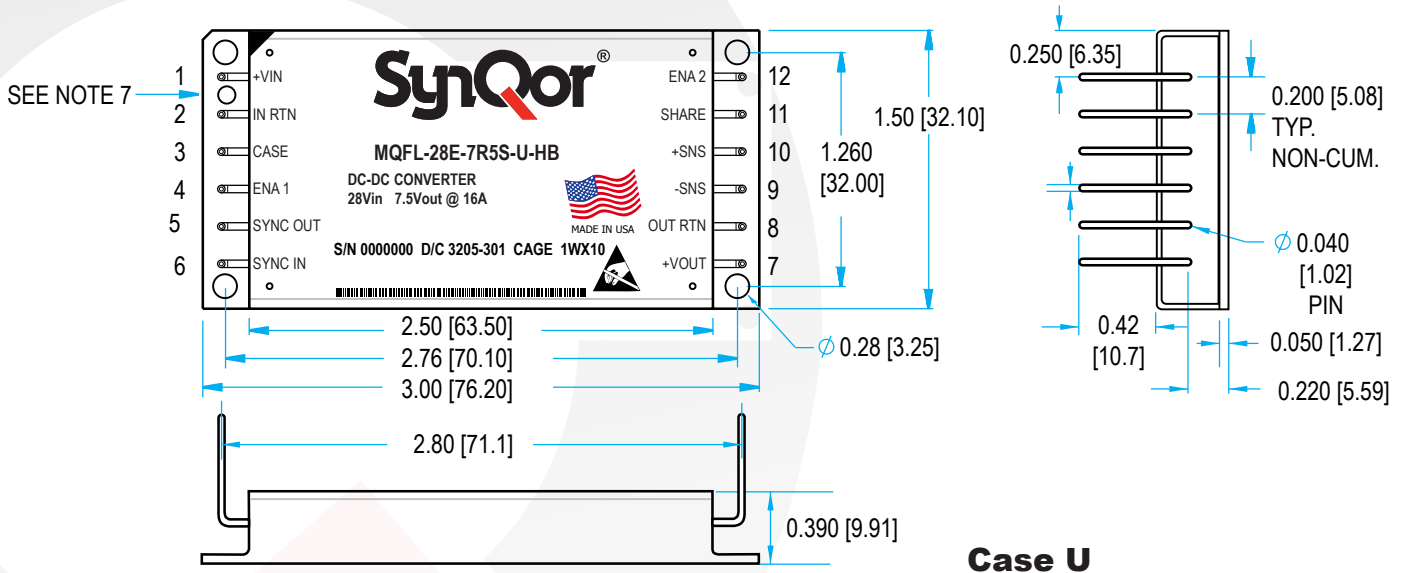 SynQor®
MQFL-28E-7R5S-U-HB
DC-DC CONVERTER
28Vin 7.5Vout @ 16A
MADE IN USA
S/N 0000000 D/C 3205-301 CAGE 1WX10
SEE NOTE 7
1 +VIN
2 IN RTN
3 CASE
4 ENA 1
5 SYNC OUT
6 SYNC IN
ENA 2 12
SHARE 11
+SNS 10
-SNS 9
OUT RTN 8
+VOUT 7
1.260
[32.00]
1.50 [32.10]
2.50 [63.50]
2.76 [70.10]
3.00 [76.20]
∅ 0.28 [3.25]
0.250 [6.35]
0.200 [5.08]
TYP.
NON-CUM.
∅ 0.040
[1.02]
PIN
0.42
[10.7]
0.050 [1.27]
0.220 [5.59]
2.80 [71.1]
0.390 [9.91]
Case U